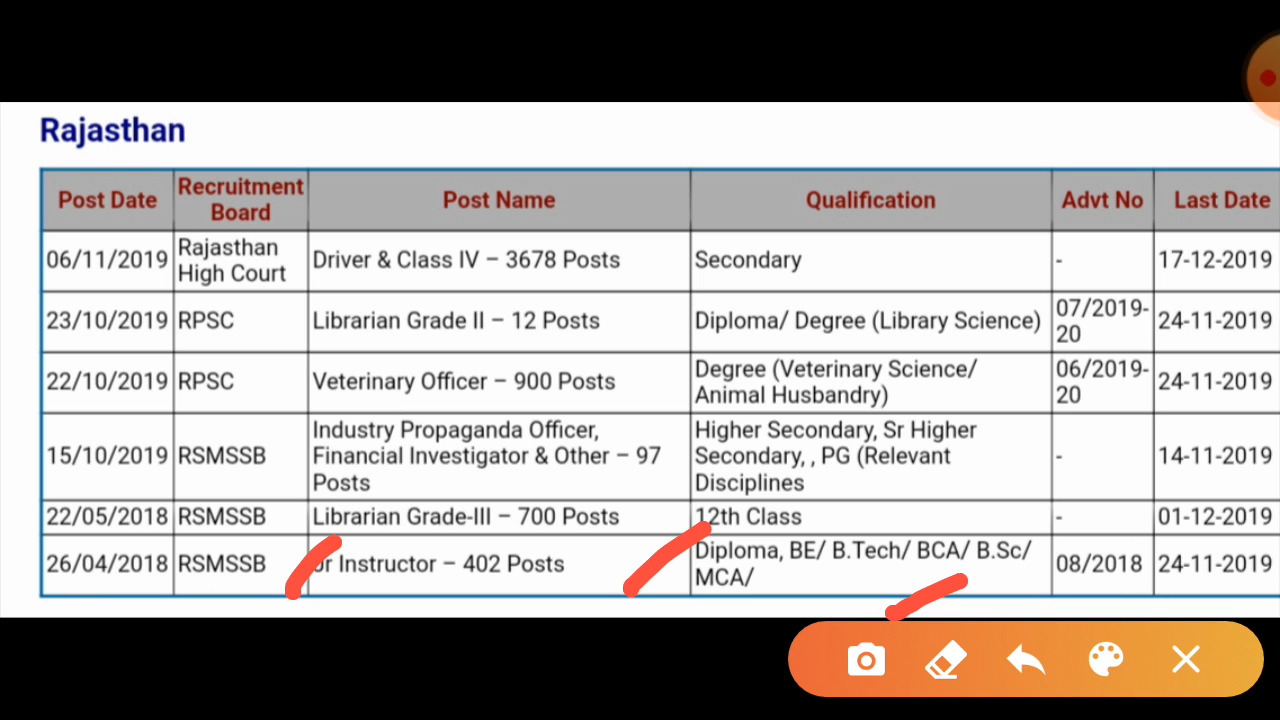 Rajasthan
Post Date Recruitment Board Post Name Qualification Advt No Last Date
06/11/2019 Rajasthan High Court Driver & Class IV – 3678 Posts Secondary - 17-12-2019
23/10/2019 RPSC Librarian Grade II – 12 Posts Diploma/ Degree (Library Science) 07/2019-20 24-11-2019
22/10/2019 RPSC Veterinary Officer – 900 Posts Degree (Veterinary Science/ Animal Husbandry) 06/2019-20 24-11-2019
15/10/2019 RSMSSB Industry Propaganda Officer, Financial Investigator & Other – 97 Posts Higher Secondary, Sr Higher Secondary, , PG (Relevant Disciplines - 14-11-2019
22/05/2018 RSMSSB Librarian Grade-III – 700 Posts 12th Class - 01-12-2019
26/04/2018 RSMSSB Jr Instructor – 402 Posts Diploma, BE/ B.Tech/ BCA/ B.Sc/ MCA/ 08/2018 24-11-2019